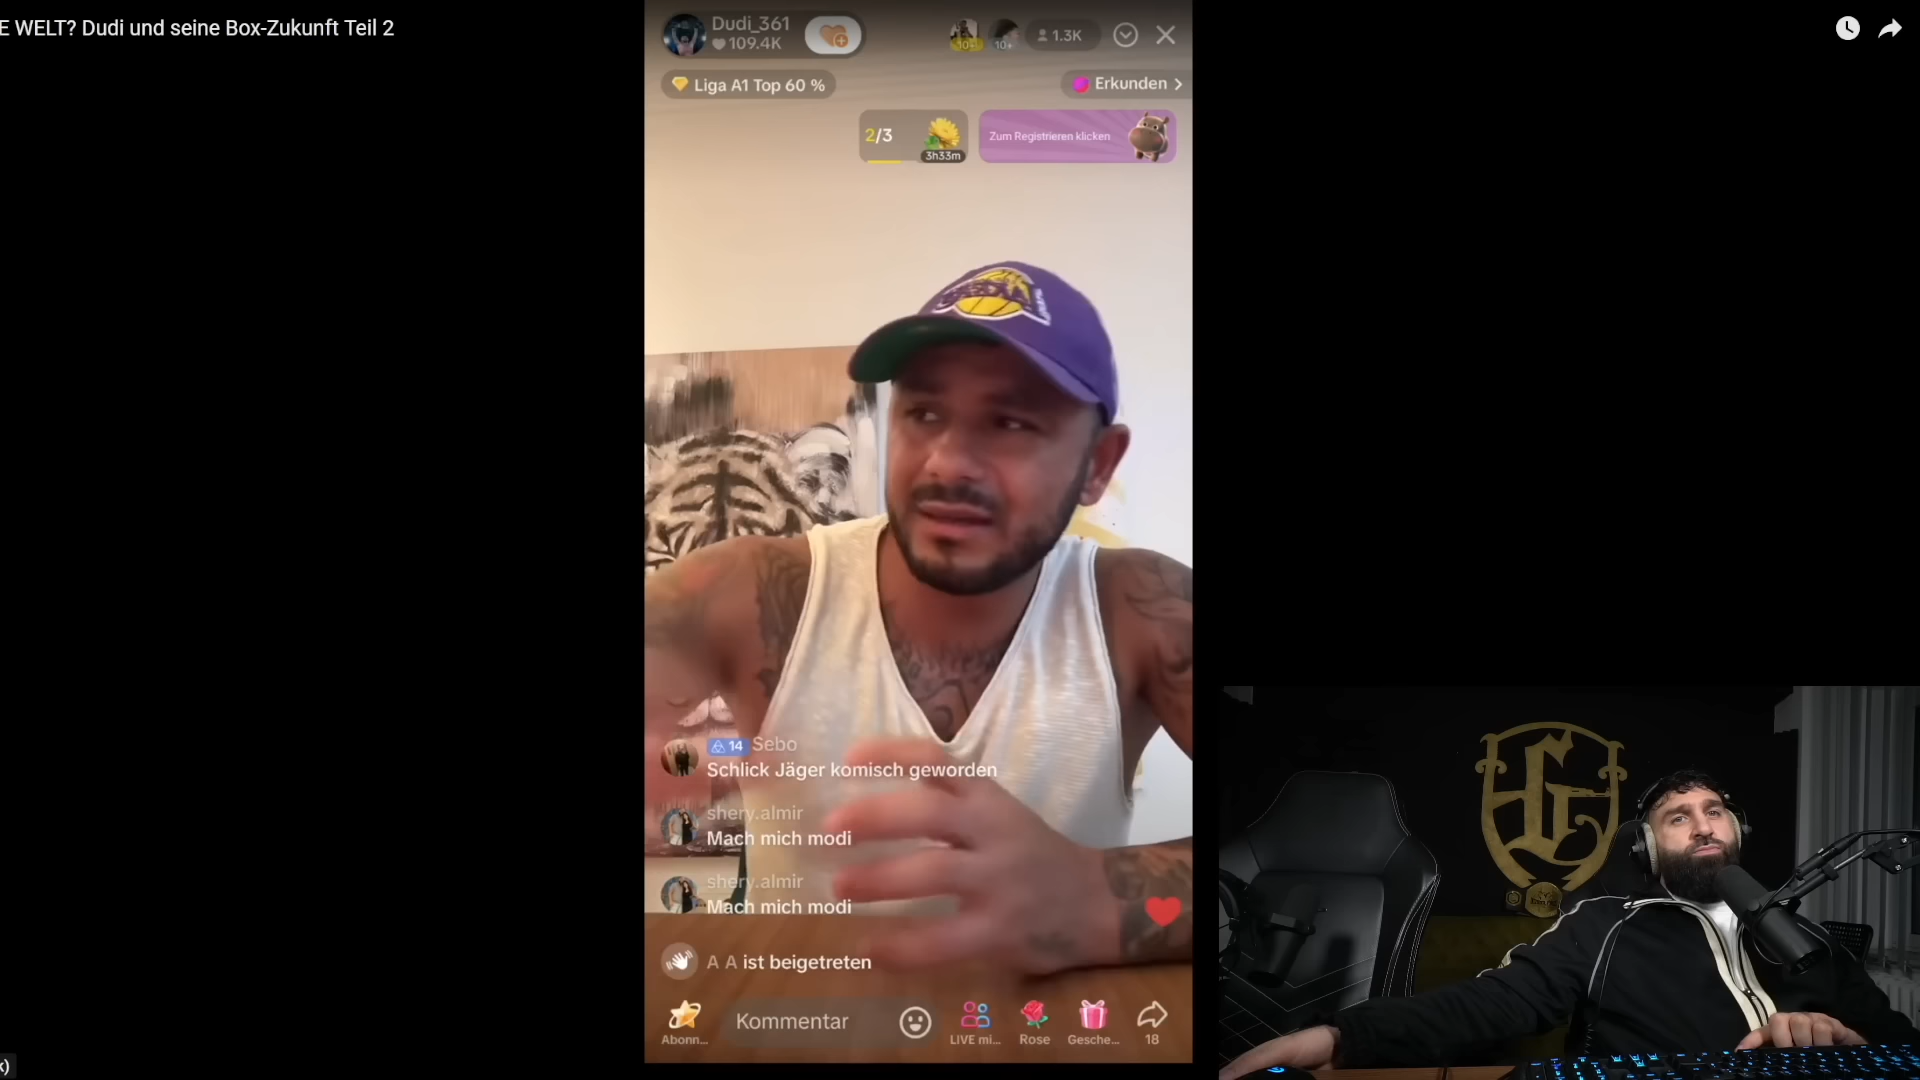 E WELT? Dudi und seine Box-Zukunft Teil 2
Dudi_361
109.4K
10+
10+
1.3K
Liga A1 Top 60 %
Erkunden
2/3
3h33m
Zum Registrieren klicken
14 Sebo
Schlick Jäger komisch geworden
shery.almir
Mach mich modi
shery.almir
Mach mich modi
A A ist beigetreten
Kommentar
Abonn...
LIVE mi...
Rose
Gesche...
18